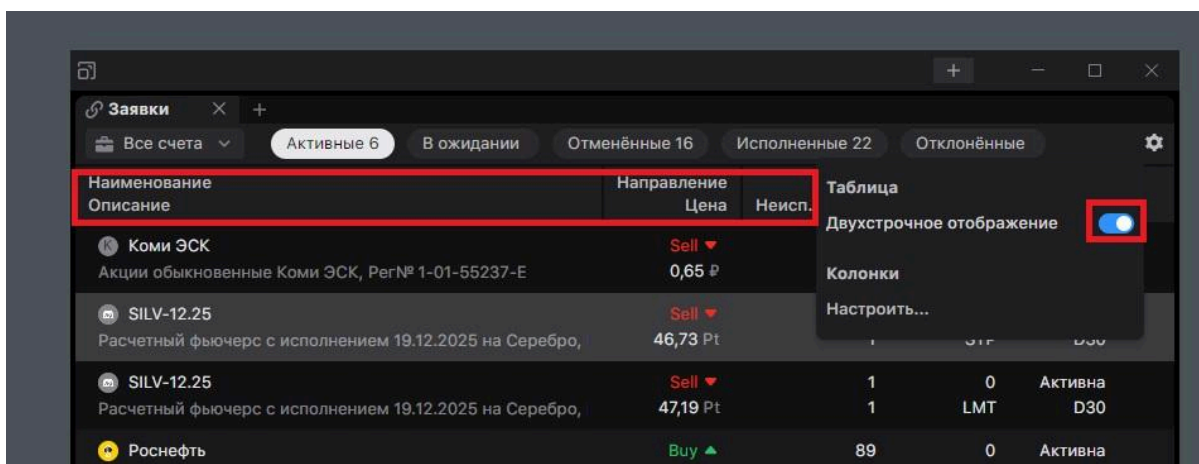 Заявки
Все счета
Активные 6
В ожидании
Отменённые 16
Исполненные 22
Отклонённые
Наименование Направление
Описание Цена Неисп.
Таблица
Двухстрочное отображение
Колонки
Настроить...
К Коми ЭСК Sell
Акции обыкновенные Коми ЭСК, Рег№ 1-01-55237-Е 0,65 ₽
SILV-12.25 Sell
Расчетный фьючерс с исполнением 19.12.2025 на Серебро, 46,73 Pt 1 STP D30
SILV-12.25 Sell 1 0 Активна
Расчетный фьючерс с исполнением 19.12.2025 на Серебро, 47,19 Pt 1 LMT D30
Роснефть Buy 89 0 Активна